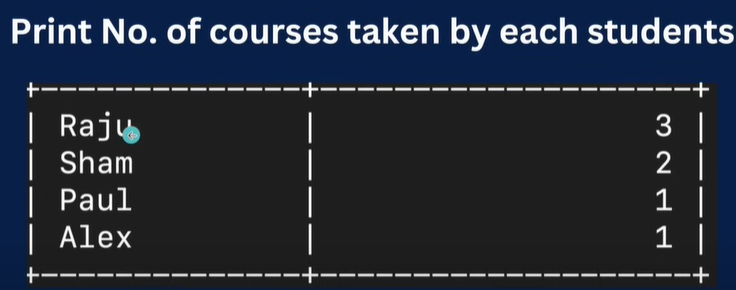 Print No. of courses taken by each students
+---------------+---------------------+
| Raju | 3 |
| Sham | 2 |
| Paul | 1 |
| Alex | 1 |
+---------------+---------------------+